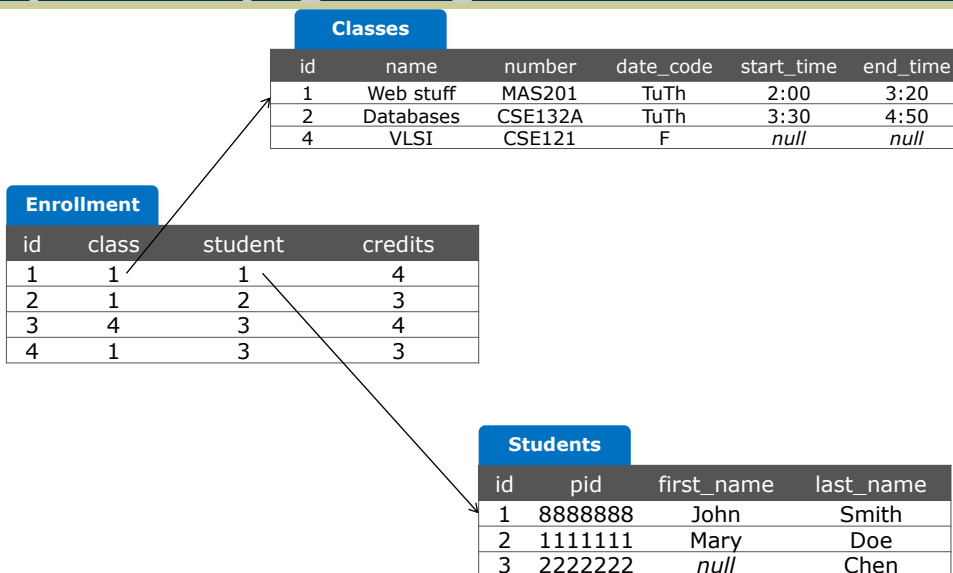 Classes
id name number date_code start_time end_time
1 Web stuff MAS201 TuTh 2:00 3:20
2 Databases CSE132A TuTh 3:30 4:50
4 VLSI CSE121 F null null
Enrollment
id class student credits
1 1 1 4
2 1 2 3
3 4 3 4
4 1 3 3
Students
id pid first_name last_name
1 8888888 John Smith
2 1111111 Mary Doe
3 2222222 null Chen